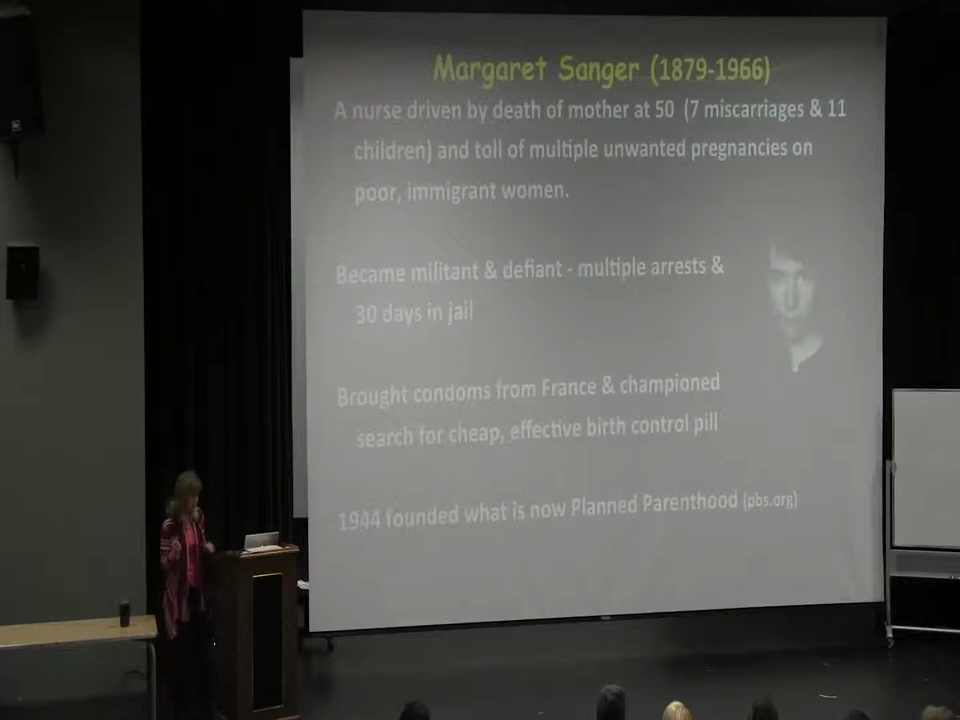 Margaret Sanger (1879-1966)
A nurse driven by death of mother at 50 (7 miscarriages & 11
children) and toll of multiple unwanted pregnancies on
poor, immigrant women.
Became militant & defiant - multiple arrests &
30 days in jail
Brought condoms from France & championed
search for cheap, effective birth control pill
1944 founded what is now Planned Parenthood (pbs.org)